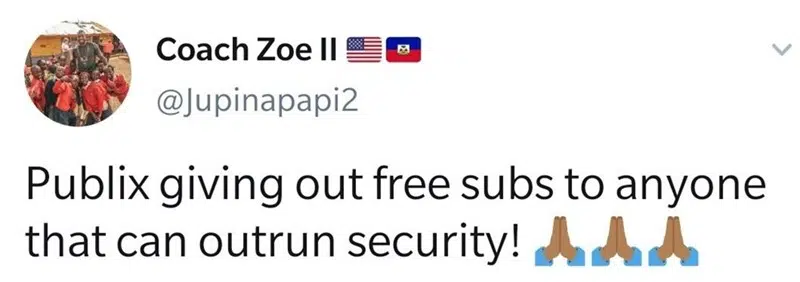 Coach Zoe II 🇺🇸🇭🇹
@Jupinapapi2
Publix giving out free subs to anyone
that can outrun security! 🙏🏾🙏🏾🙏🏾